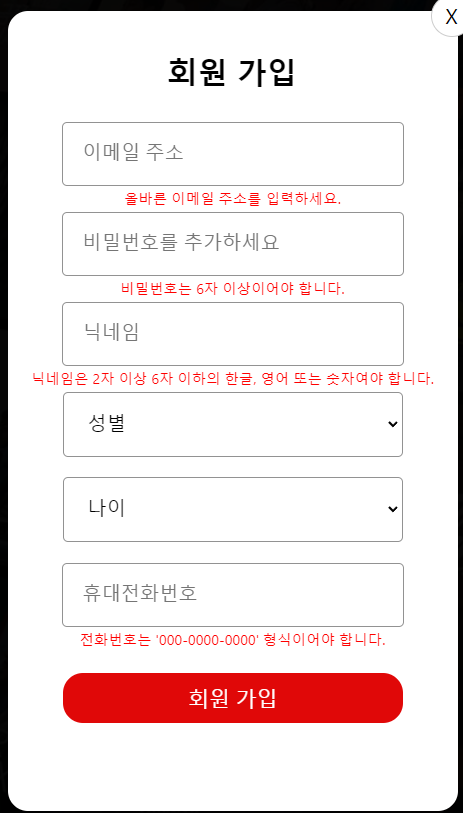 X
회원 가입
이메일 주소
올바른 이메일 주소를 입력하세요.
비밀번호를 추가하세요
비밀번호는 6자 이상이어야 합니다.
닉네임
닉네임은 2자 이상 6자 이하의 한글, 영어 또는 숫자여야 합니다.
성별
나이
휴대전화번호
전화번호는 '000-0000-0000' 형식이어야 합니다.
회원 가입